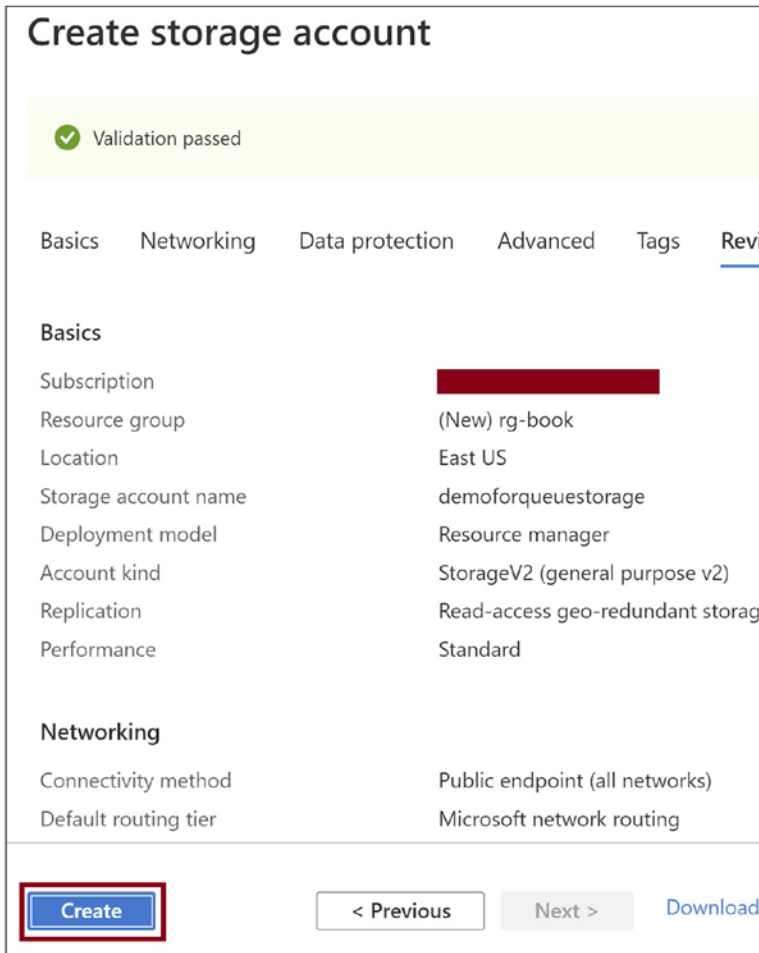 Create storage account
Validation passed
Basics Networking Data protection Advanced Tags Revi
Basics
Subscription
Resource group (New) rg-book
Location East US
Storage account name demoforqueuestorage
Deployment model Resource manager
Account kind StorageV2 (general purpose v2)
Replication Read-access geo-redundant storag
Performance Standard
Networking
Connectivity method Public endpoint (all networks)
Default routing tier Microsoft network routing
Create < Previous Next > Download